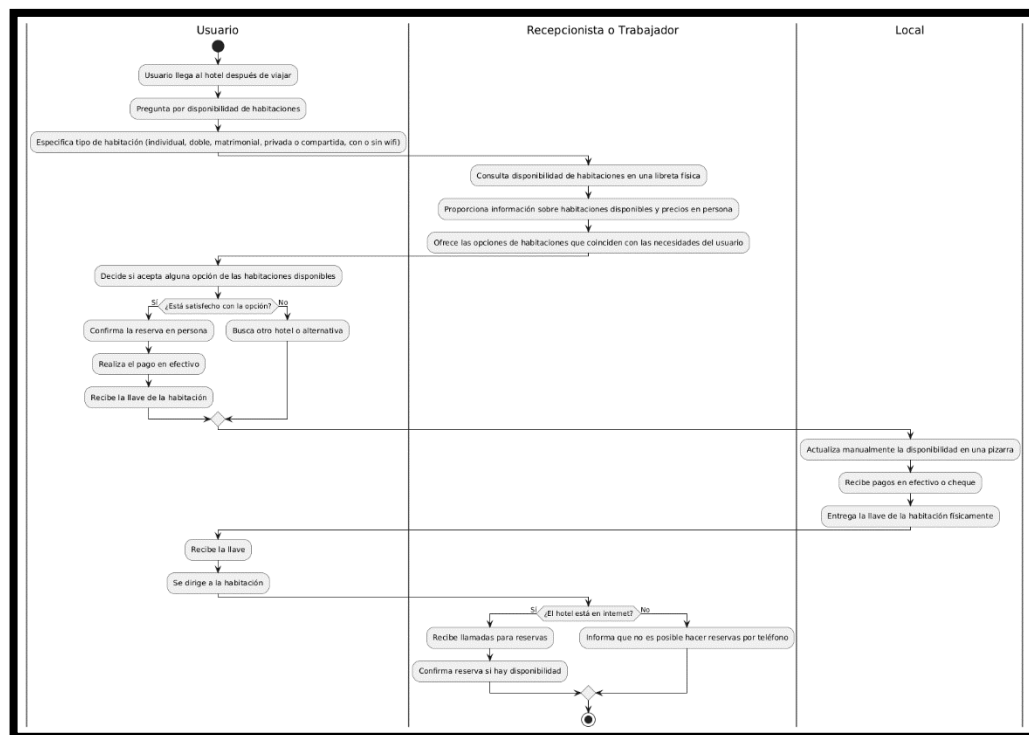 Usuario
Recepcionista o Trabajador
Local
Usuario llega al hotel después de viajar
Pregunta por disponibilidad de habitaciones
Especifica tipo de habitación (individual, doble, matrimonial, privada o compartida, con o sin wifi)
Consulta disponibilidad de habitaciones en una libreta física
Proporciona información sobre habitaciones disponibles y precios en persona
Ofrece las opciones de habitaciones que coinciden con las necesidades del usuario
Decide si acepta alguna opción de las habitaciones disponibles
Sí
¿Está satisfecho con la opción?
No
Confirma la reserva en persona
Busca otro hotel o alternativa
Realiza el pago en efectivo
Recibe la llave de la habitación
Actualiza manualmente la disponibilidad en una pizarra
Recibe pagos en efectivo o cheque
Entrega la llave de la habitación físicamente
Recibe la llave
Se dirige a la habitación
Sí
¿El hotel está en internet?
No
Recibe llamadas para reservas
Informa que no es posible hacer reservas por teléfono
Confirma reserva si hay disponibilidad